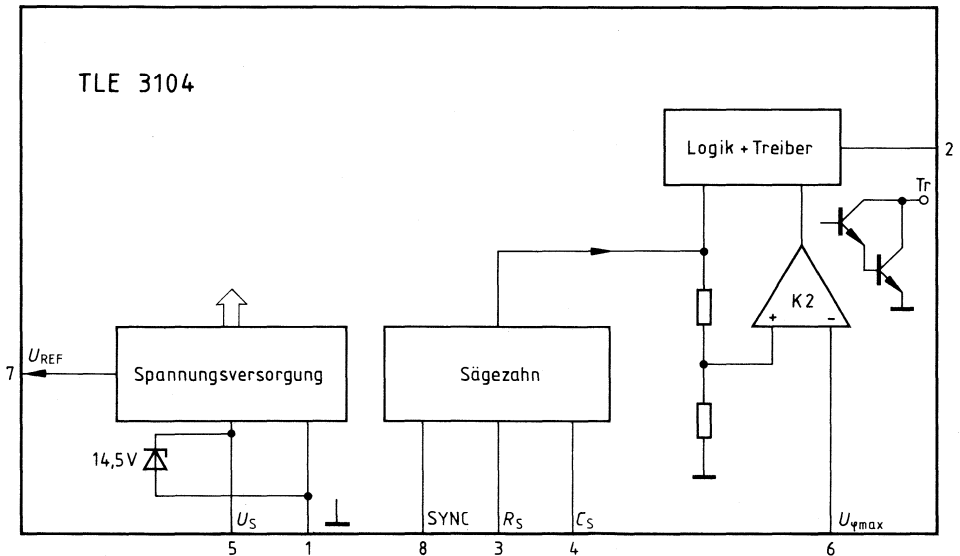 TLE 3104
Logik + Treiber
2
Tr
K2
+ −
U_REF
7
Spannungsversorgung
Sägezahn
14,5 V
U_S
SYNC
R_S
C_S
U_φmax
5 1 8 3 4 6